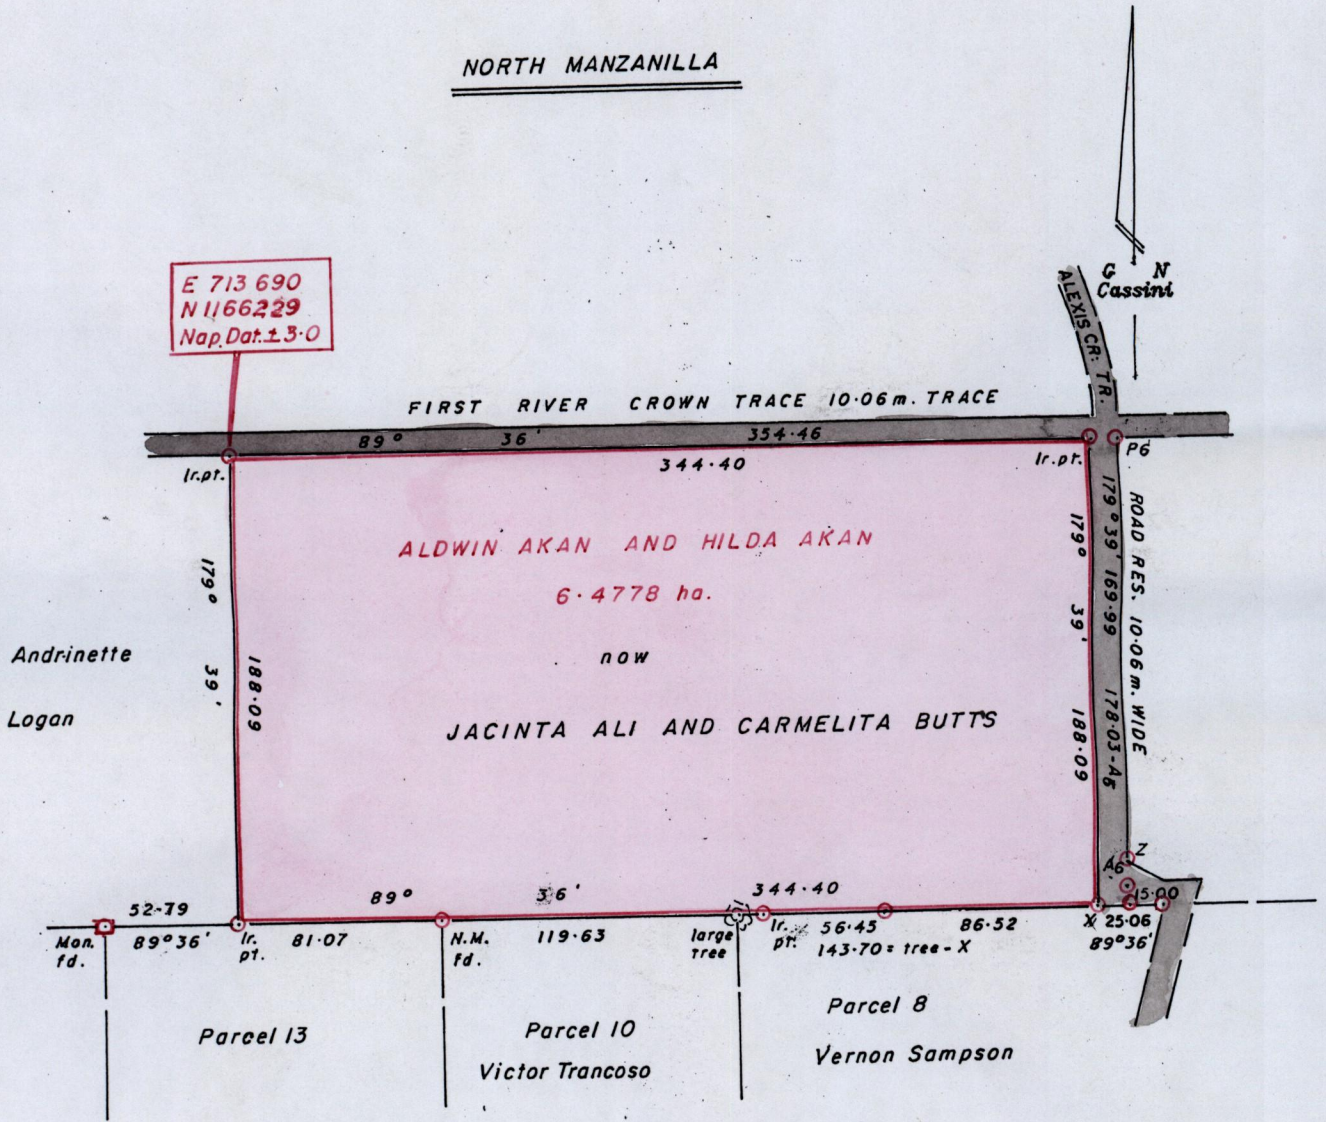 NORTH MANZANILLA
G N
Cassini
E 713 690
N 1166229
Nap. Dat. ± 3·0
ALEXIS CR. TR.
FIRST RIVER CROWN TRACE 10·06m. TRACE
89° 36' 354·46
344·40
Ir.pt.
Ir.pt.
P6
ALDWIN AKAN AND HILDA AKAN
6·4778 ha.
now
JACINTA ALI AND CARMELITA BUTTS
179° 39'
188·09
179° 39' 188·09
179° 39' 169·99 178·03-A6
ROAD RES. 10·06m. WIDE
Andrinette
Logan
Z
A6
15·00
89° 36' 344·40
52·79
Mon. fd.
89°36'
Ir. pt.
81·07
N.M. fd.
119·63
large tree
Ir. pt.
56·45
86·52
143·70 = tree - X
X 25·06
89°36'
Parcel 13
Parcel 10
Victor Trancoso
Parcel 8
Vernon Sampson